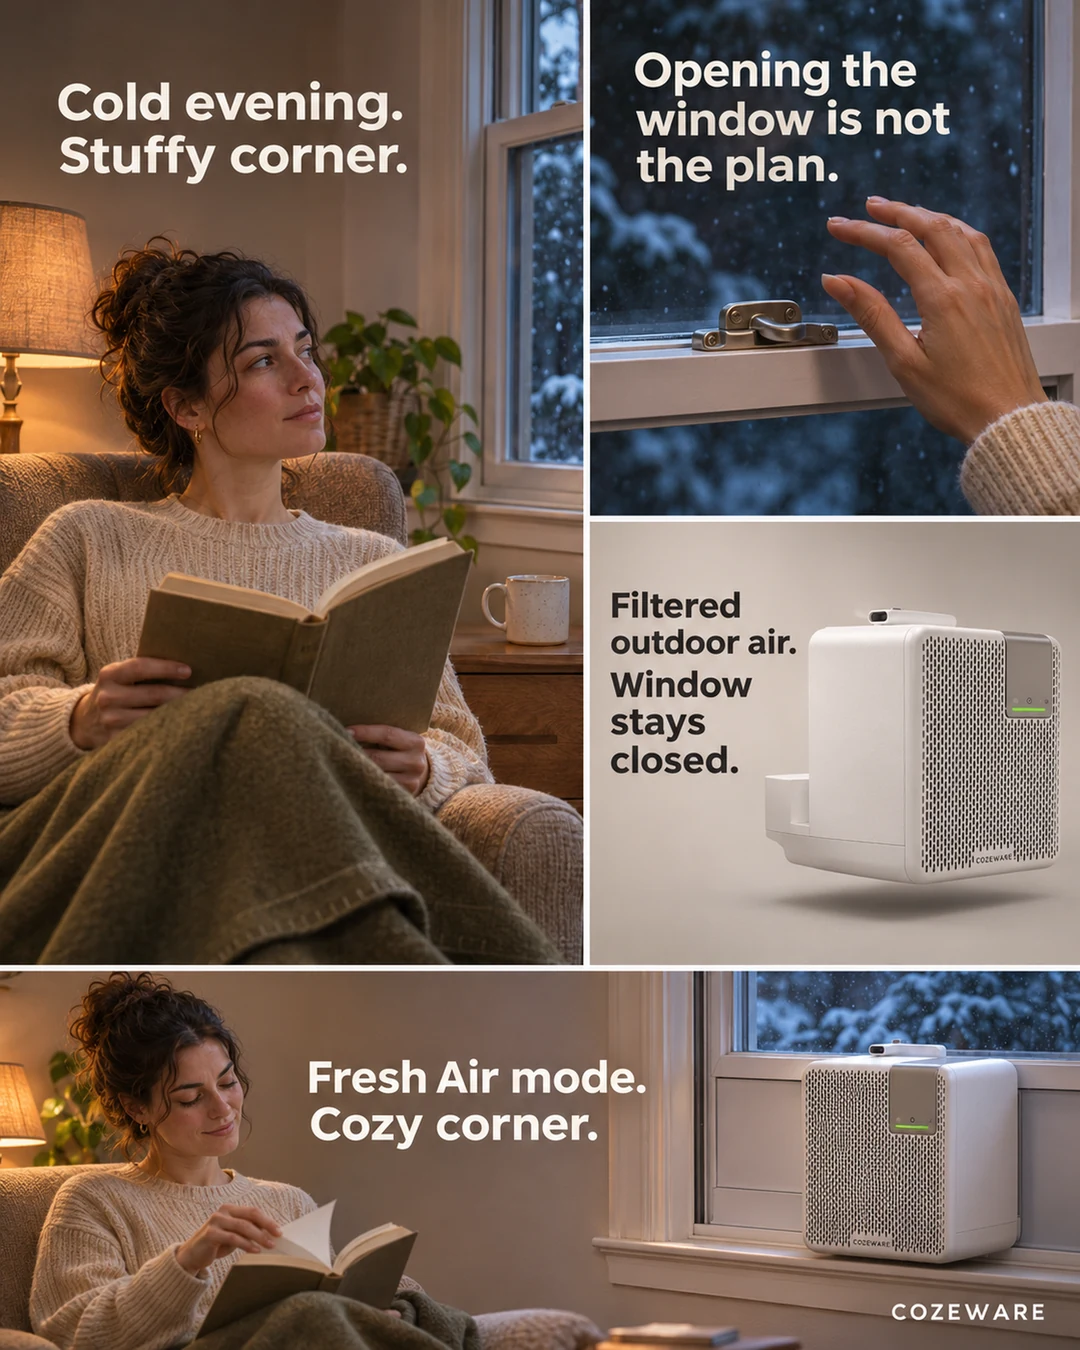 Cold evening.
Stuffy corner.
Opening the
window is not
the plan.
Filtered
outdoor air.
Window
stays
closed.
COZEWARE
Fresh Air mode.
Cozy corner.
COZEWARE
COZEWARE